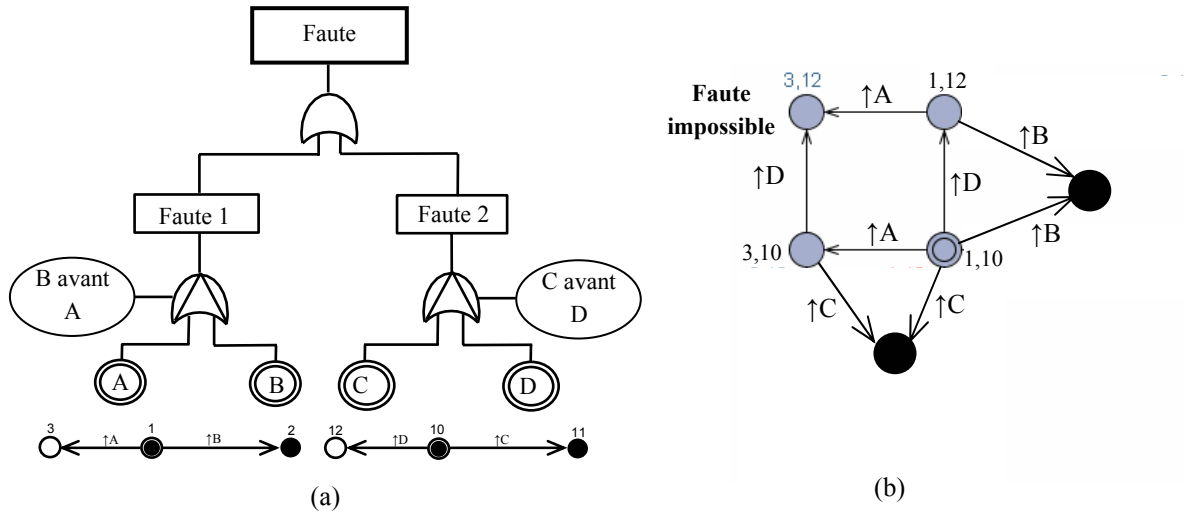 Faute
Faute 1
Faute 2
B avant
A
C avant
D
A
B
C
D
3
1
2
12
10
11
↑A
↑B
↑D
↑C
(a)
3,12
1,12
Faute
impossible
↑A
↑B
↑D
↑D
↑B
↑A
3,10
1,10
↑C
↑C
(b)